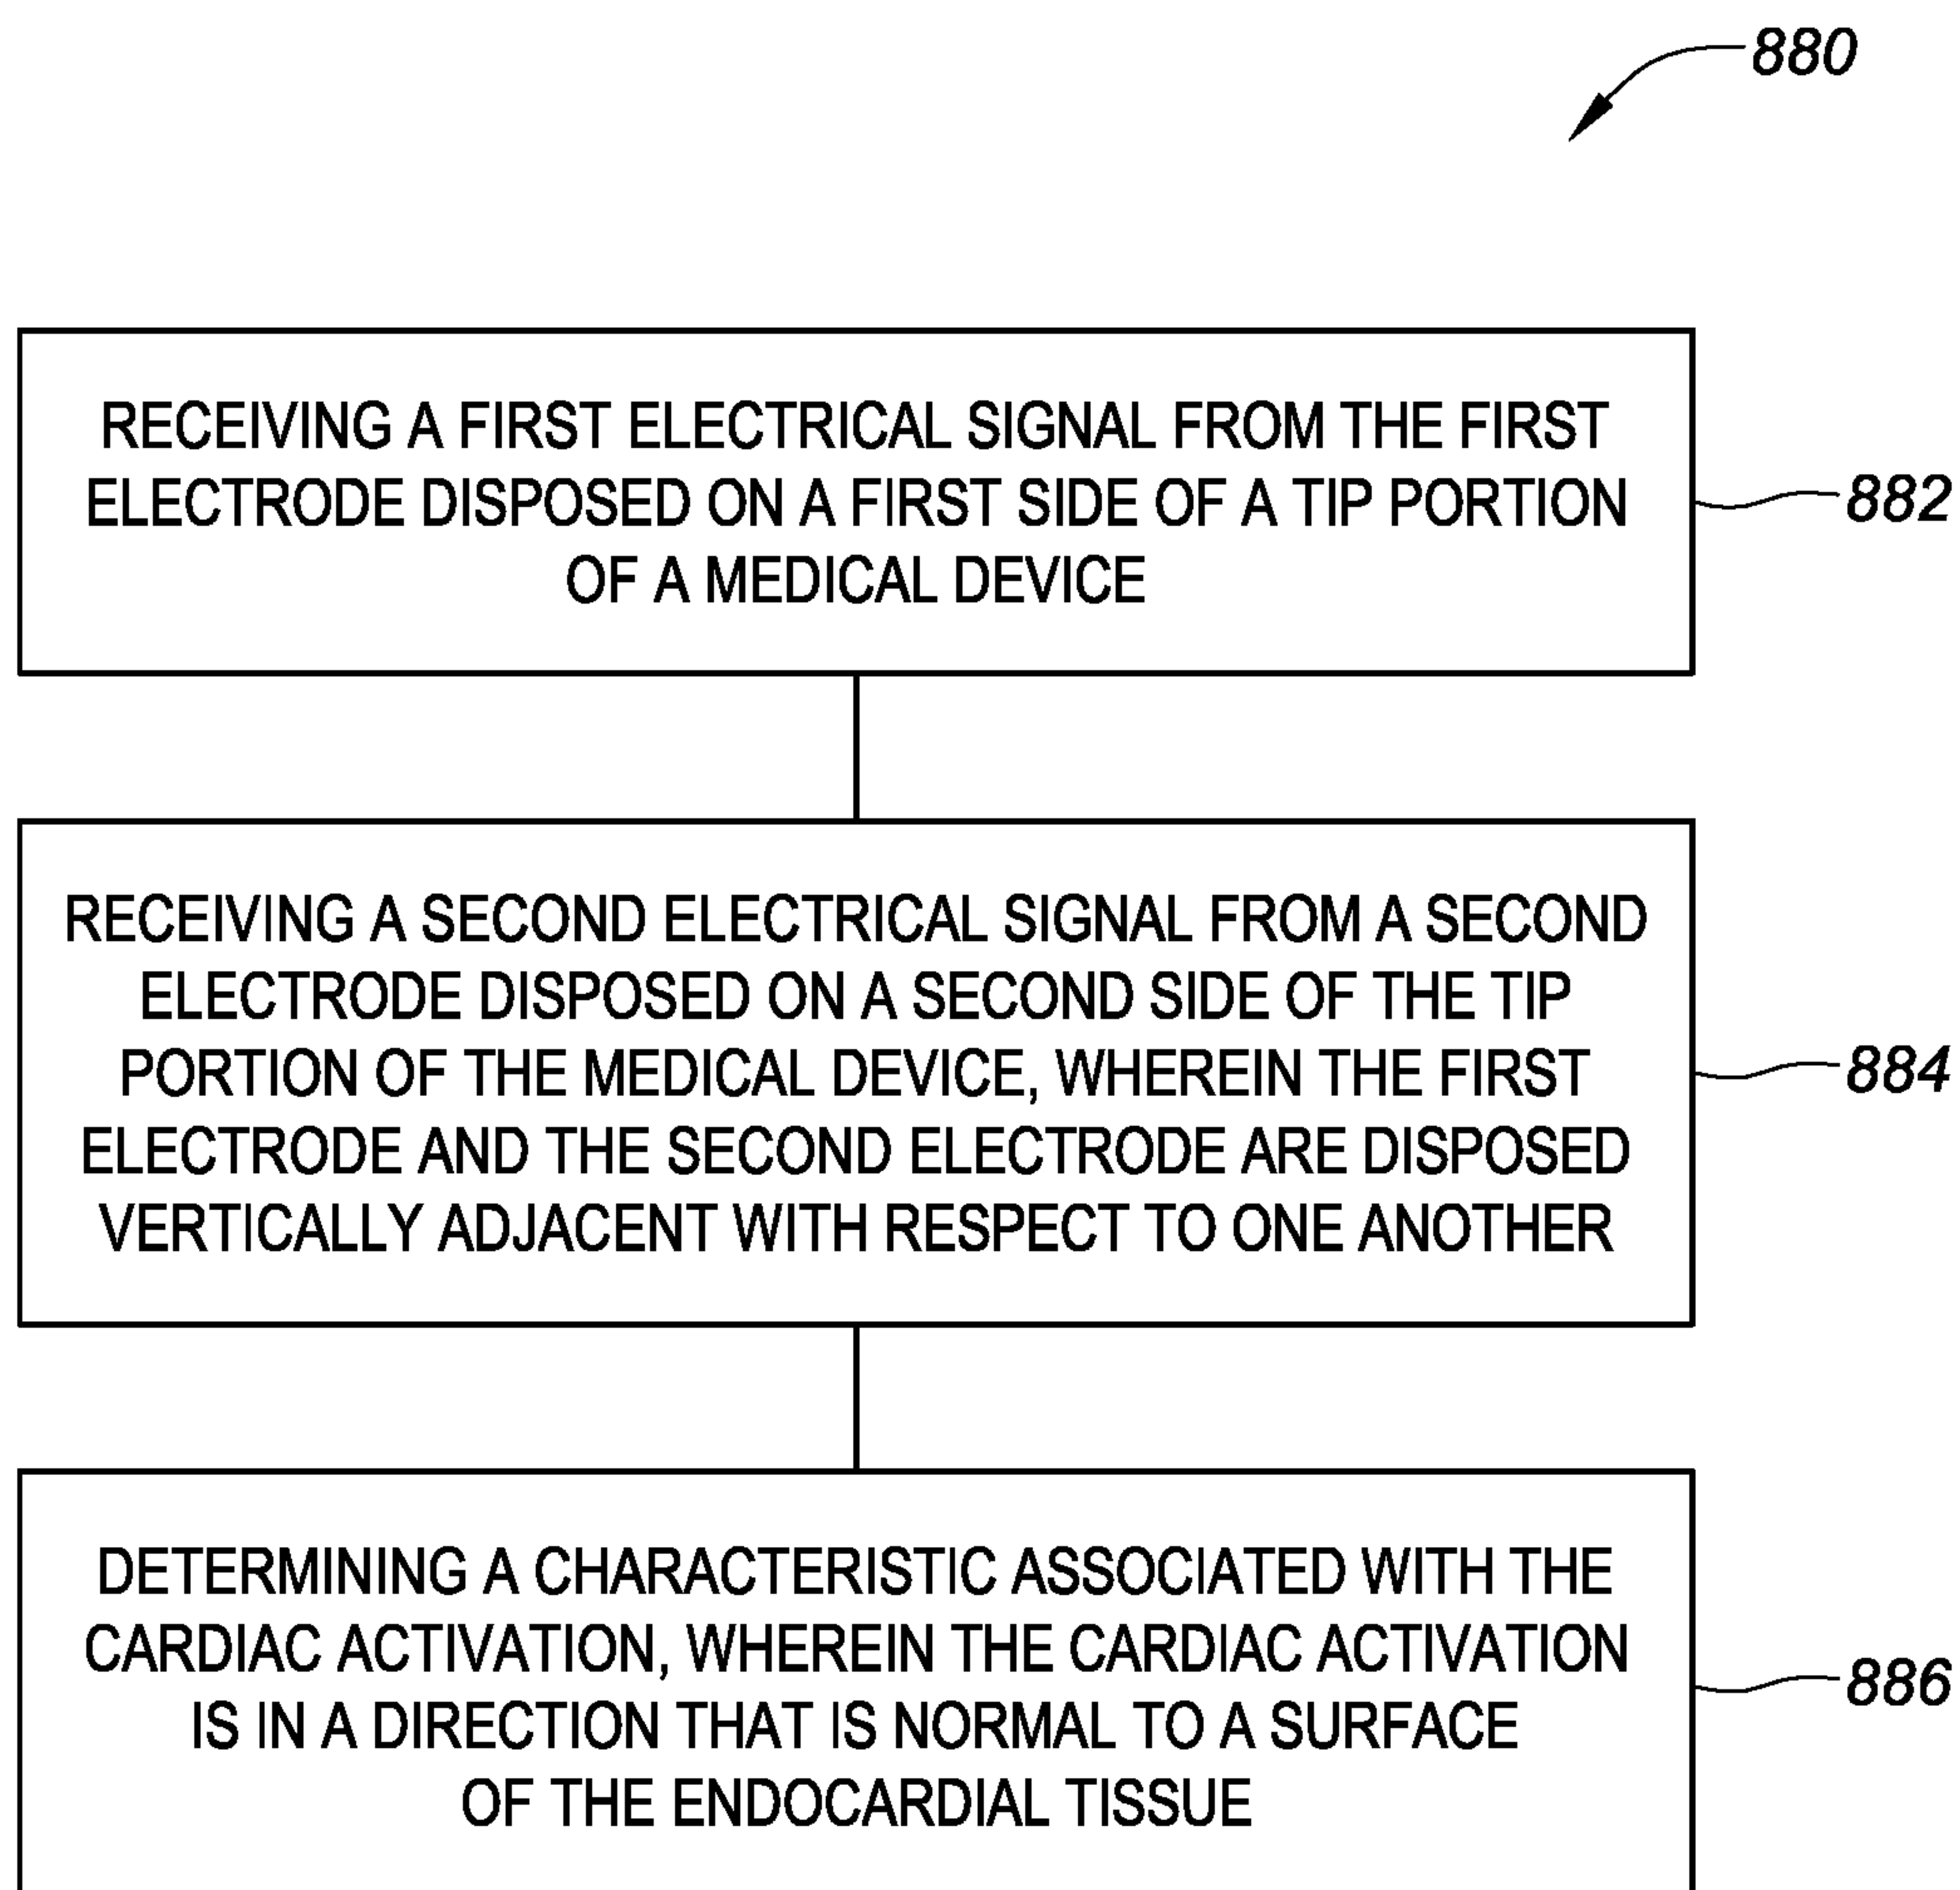 880
RECEIVING A FIRST ELECTRICAL SIGNAL FROM THE FIRST
ELECTRODE DISPOSED ON A FIRST SIDE OF A TIP PORTION
OF A MEDICAL DEVICE
882
RECEIVING A SECOND ELECTRICAL SIGNAL FROM A SECOND
ELECTRODE DISPOSED ON A SECOND SIDE OF THE TIP
PORTION OF THE MEDICAL DEVICE, WHEREIN THE FIRST
ELECTRODE AND THE SECOND ELECTRODE ARE DISPOSED
VERTICALLY ADJACENT WITH RESPECT TO ONE ANOTHER
884
DETERMINING A CHARACTERISTIC ASSOCIATED WITH THE
CARDIAC ACTIVATION, WHEREIN THE CARDIAC ACTIVATION
IS IN A DIRECTION THAT IS NORMAL TO A SURFACE
OF THE ENDOCARDIAL TISSUE
886